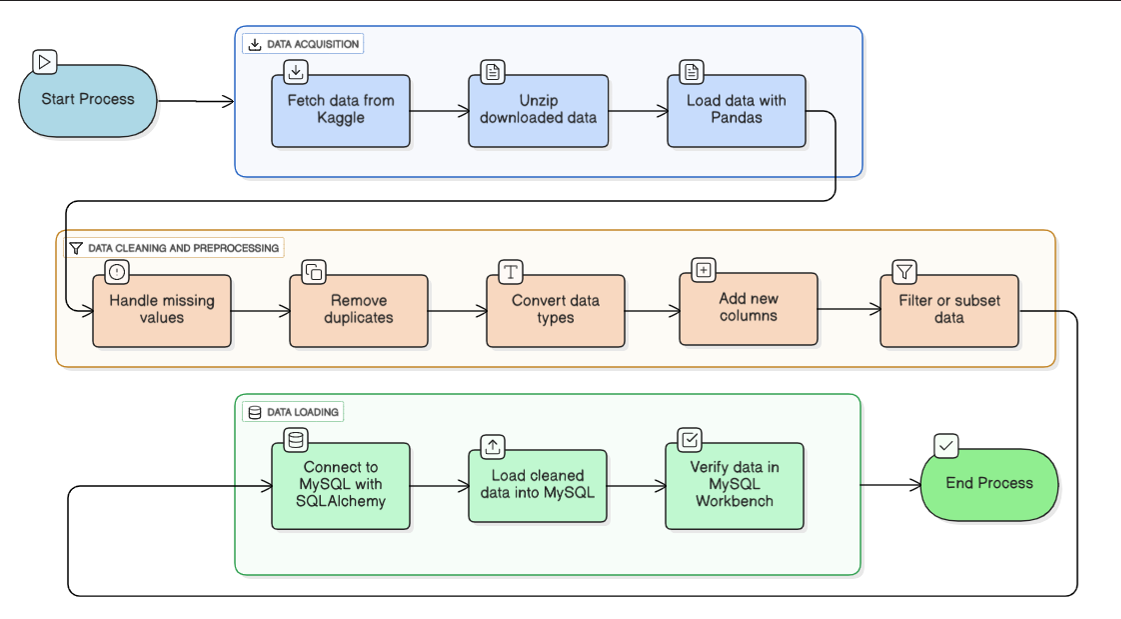 DATA ACQUISITION
Start Process
Fetch data from
Kaggle
Unzip
downloaded data
Load data with
Pandas
DATA CLEANING AND PREPROCESSING
Handle missing
values
Remove
duplicates
Convert data
types
Add new
columns
Filter or subset
data
DATA LOADING
Connect to
MySQL with
SQLAlchemy
Load cleaned
data into MySQL
Verify data in
MySQL
Workbench
End Process